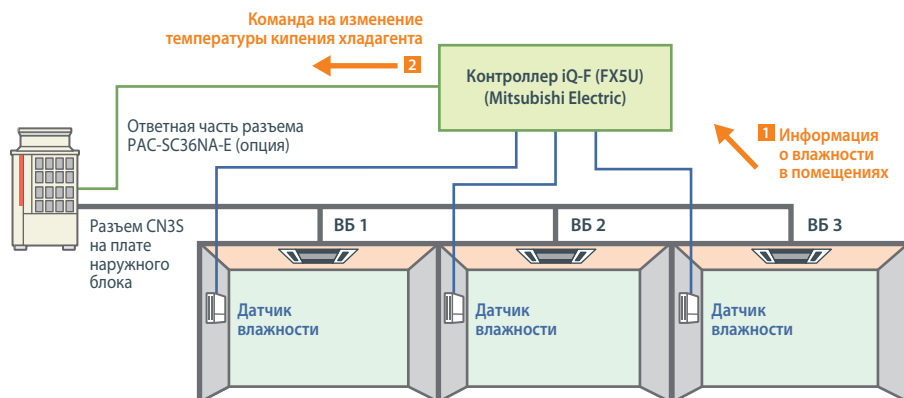 Команда на изменение
температуры кипения хладагента
2
Контроллер iQ-F (FX5U)
(Mitsubishi Electric)
Ответная часть разъема
PAC-SC36NA-E (опция)
1 Информация
о влажности
в помещениях
Разъем CN3S
на плате
наружного
блока
ВБ 1
ВБ 2
ВБ 3
Датчик
влажности
Датчик
влажности
Датчик
влажности